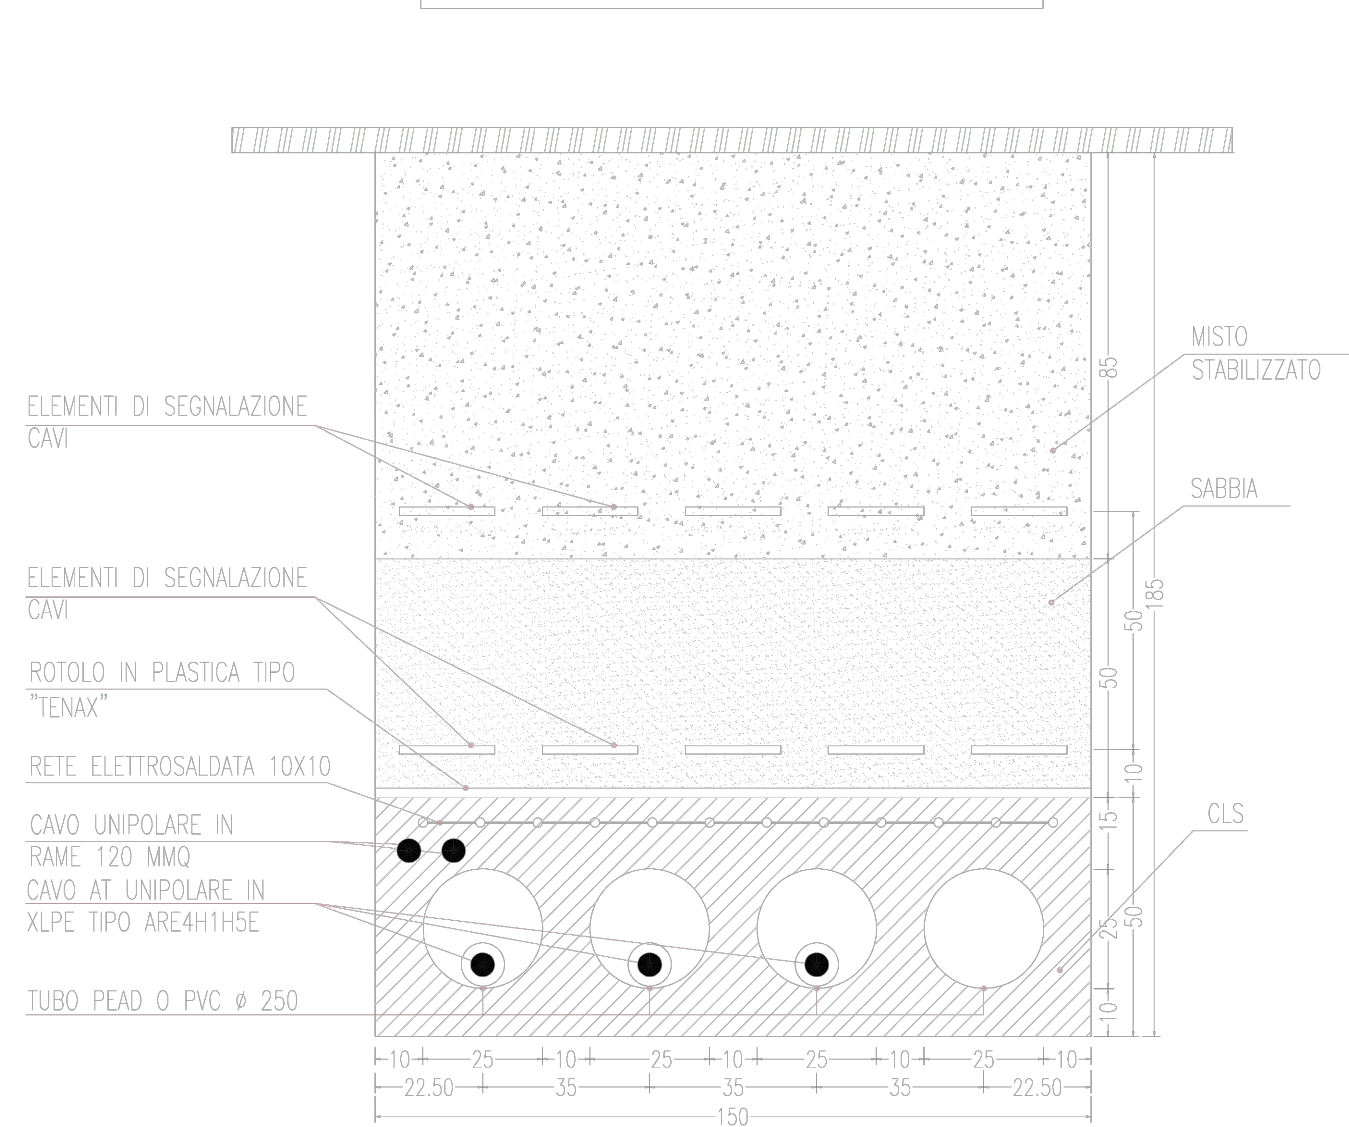 MISTO
STABILIZZATO
85
ELEMENTI DI SEGNALAZIONE
CAVI
SABBIA
ELEMENTI DI SEGNALAZIONE
CAVI
185
50
50
ROTOLO IN PLASTICA TIPO
"TENAX"
RETE ELETTROSALDATA 10X10
10
CLS
15
CAVO UNIPOLARE IN
RAME 120 MMQ
CAVO AT UNIPOLARE IN
XLPE TIPO ARE4H1H5E
25
50
TUBO PEAD O PVC ø 250
10
10 25 10 25 10 25 10 25 10
22.50 35 35 35 22.50
150